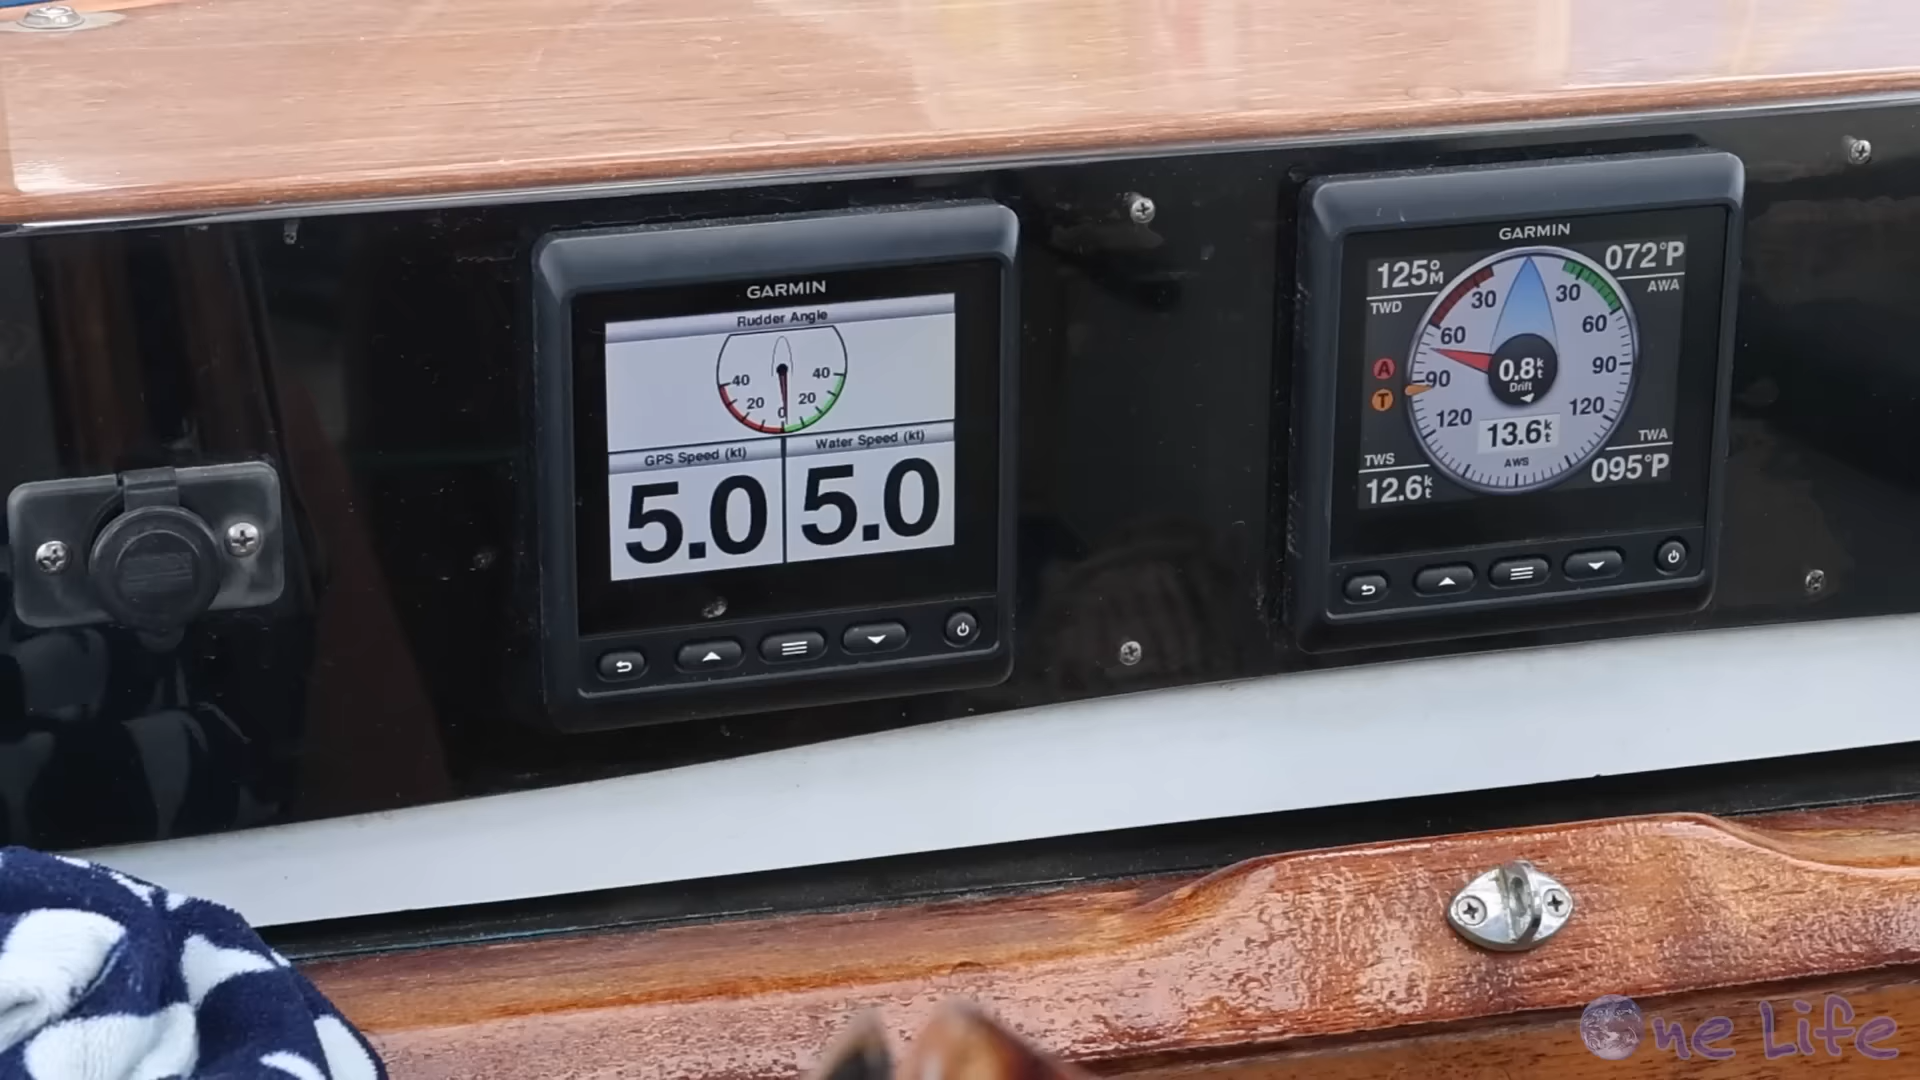 GARMIN
Rudder Angle
40 40
20 20
0
GPS Speed (kt) Water Speed (kt)
5.0 5.0
GARMIN
125°M 072°P
TWD AWA
30 30
60 60
A 0.8kt 90
T 90 Drift
120 120
13.6kt
TWS AWS TWA
12.6kt 095°P
One Life